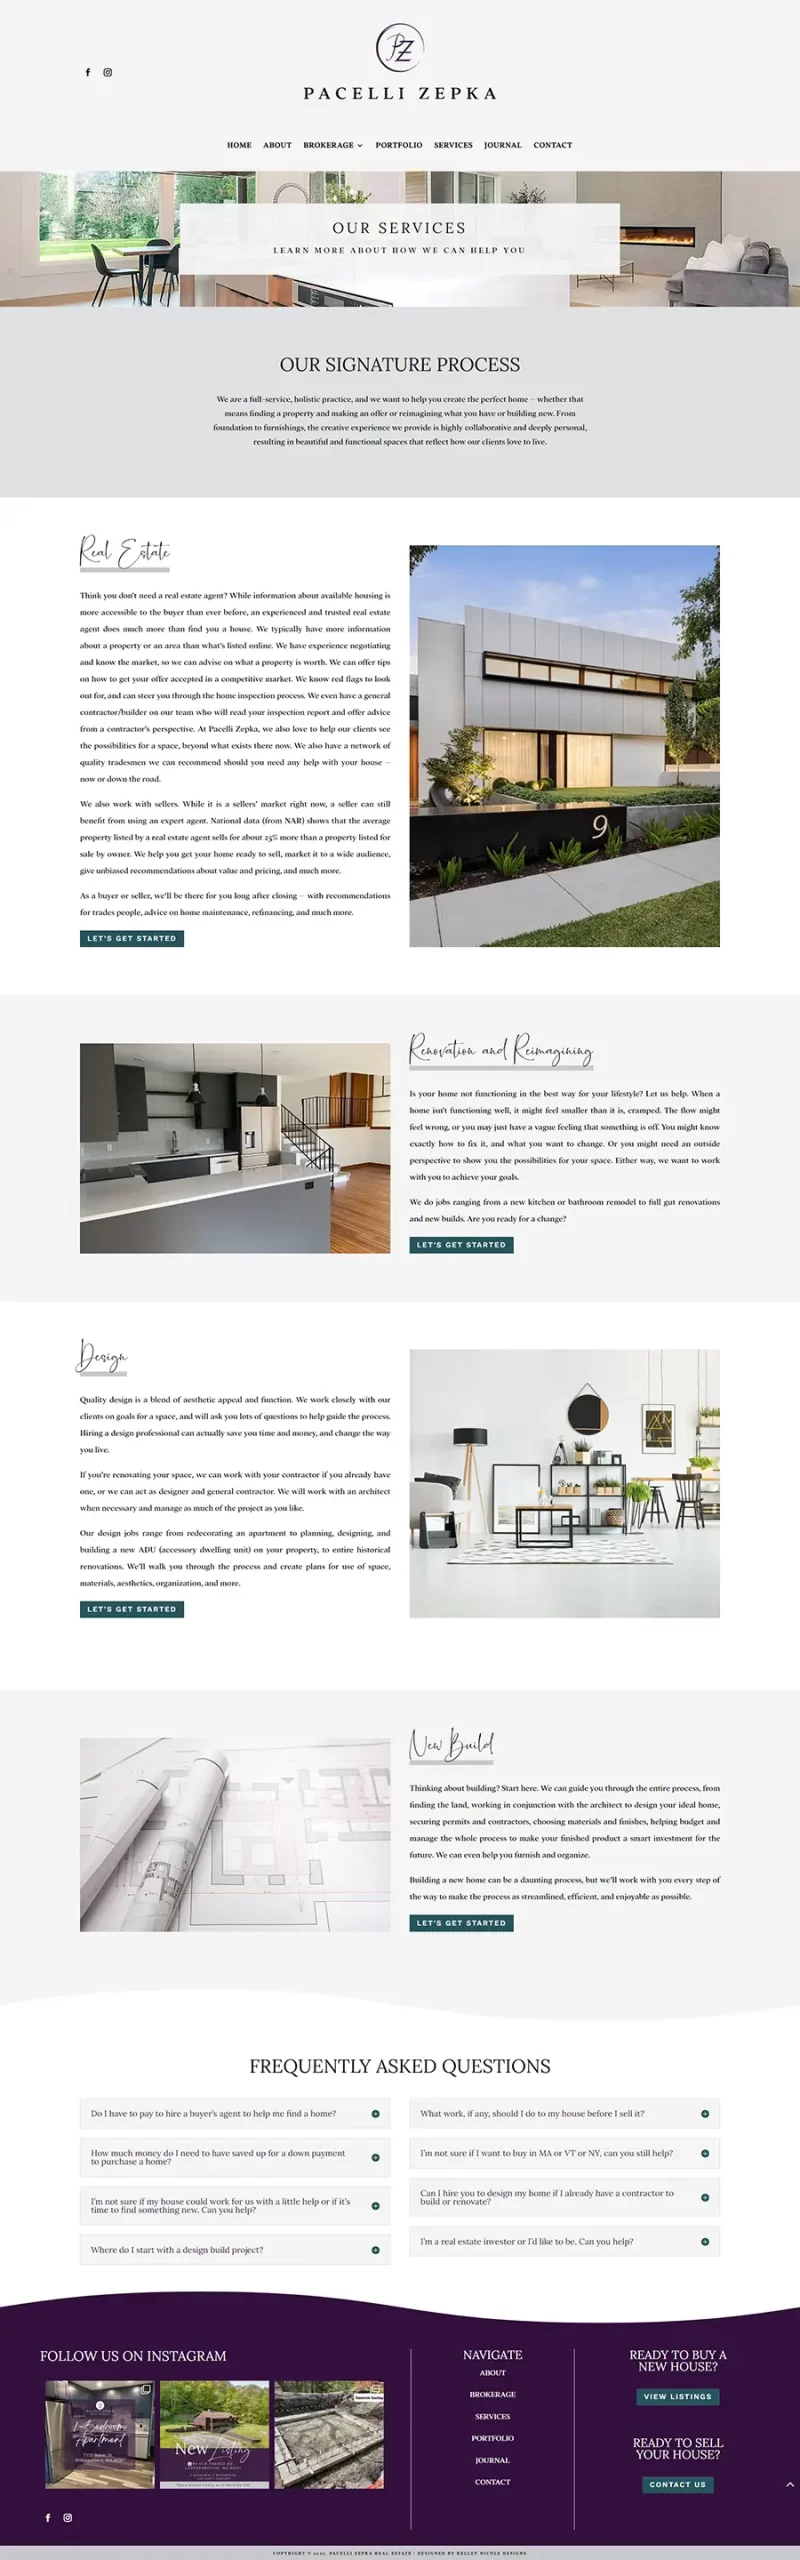 PZ
PACELLI ZEPKA
HOME ABOUT BROKERAGE PORTFOLIO SERVICES JOURNAL CONTACT
OUR SERVICES
LEARN MORE ABOUT HOW WE CAN HELP YOU
OUR SIGNATURE PROCESS
We are a full-service, holistic practice, and we want to help you create the perfect home – whether that
means finding a property and making an offer or reimagining what you have or building new. From
foundation to furnishings, the creative experience we provide is highly collaborative and deeply personal,
resulting in beautiful and functional spaces that reflect how our clients love to live.
Real Estate
Think you don't need a real estate agent? While information about available housing is
more accessible to the buyer than ever before, an experienced and trusted real estate
agent does much more than find you a house. We typically have more information
about a property or an area than what's listed online. We have experience negotiating
and know the market, so we can advise on what a property is worth. We can offer tips
on how to get your offer accepted in a competitive market. We know red flags to look
out for, and can steer you through the home inspection process. We even have a general
contractor/builder on our team who will read your inspection report and offer advice
from a contractor's perspective. At Pacelli Zepka, we also love to help our clients see
the possibilities for a space, beyond what exists there now. We also have a network of
quality tradesmen we can recommend should you need any help with your house –
now or down the road.
We also work with sellers. While it is a sellers' market right now, a seller can still
benefit from using an expert agent. National data (from NAR) shows that the average
property listed by a real estate agent sells for about 25% more than a property listed for
sale by owner. We help you get your home ready to sell, market it to a wide audience,
give unbiased recommendations about value and pricing, and much more.
As a buyer or seller, we'll be there for you long after closing – with recommendations
for trades people, advice on home maintenance, refinancing, and much more.
LET'S GET STARTED
9
Renovation and Reimagining
Is your home not functioning in the best way for your lifestyle? Let us help. When a
home isn't functioning well, it might feel smaller than it is, cramped. The flow might
feel wrong, or you may just have a vague feeling that something is off. You might know
exactly how to fix it, and what you want to change. Or you might need an outside
perspective to show you the possibilities for your space. Either way, we want to work
with you to achieve your goals.
We do jobs ranging from a new kitchen or bathroom remodel to full gut renovations
and new builds. Are you ready for a change?
LET'S GET STARTED
Design
Quality design is a blend of aesthetic appeal and function. We work closely with our
clients on goals for a space, and will ask you lots of questions to help guide the process.
Hiring a design professional can actually save you time and money, and change the way
you live.
If you're renovating your space, we can work with your contractor if you already have
one, or we can act as designer and general contractor. We will work with an architect
when necessary and manage as much of the project as you like.
Our design jobs range from redecorating an apartment to planning, designing, and
building a new ADU (accessory dwelling unit) on your property, to entire historical
renovations. We'll walk you through the process and create plans for use of space,
materials, aesthetics, organization, and more.
LET'S GET STARTED
New Build
Thinking about building? Start here. We can guide you through the entire process, from
finding the land, working in conjunction with the architect to design your ideal home,
securing permits and contractors, choosing materials and finishes, helping budget and
manage the whole process to make your finished product a smart investment for the
future. We can even help you furnish and organize.
Building a new home can be a daunting process, but we'll work with you every step of
the way to make the process as streamlined, efficient, and enjoyable as possible.
LET'S GET STARTED
FREQUENTLY ASKED QUESTIONS
Do I have to pay to hire a buyer's agent to help me find a home?
How much money do I need to have saved up for a down payment
to purchase a home?
I'm not sure if my house could work for us with a little help or if it's
time to find something new. Can you help?
Where do I start with a design build project?
What work, if any, should I do to my house before I sell it?
I'm not sure if I want to buy in MA or VT or NY, can you still help?
Can I hire you to design my home if I already have a contractor to
build or renovate?
I'm a real estate investor or I'd like to be. Can you help?
FOLLOW US ON INSTAGRAM
Bedroom
Apartment
New Listing
NAVIGATE
ABOUT
BROKERAGE
SERVICES
PORTFOLIO
JOURNAL
CONTACT
READY TO BUY A
NEW HOUSE?
VIEW LISTINGS
READY TO SELL
YOUR HOUSE?
CONTACT US
PACELLI ZEPKA REAL ESTATE | DESIGNED BY KELLEY NICOLE DESIGNS